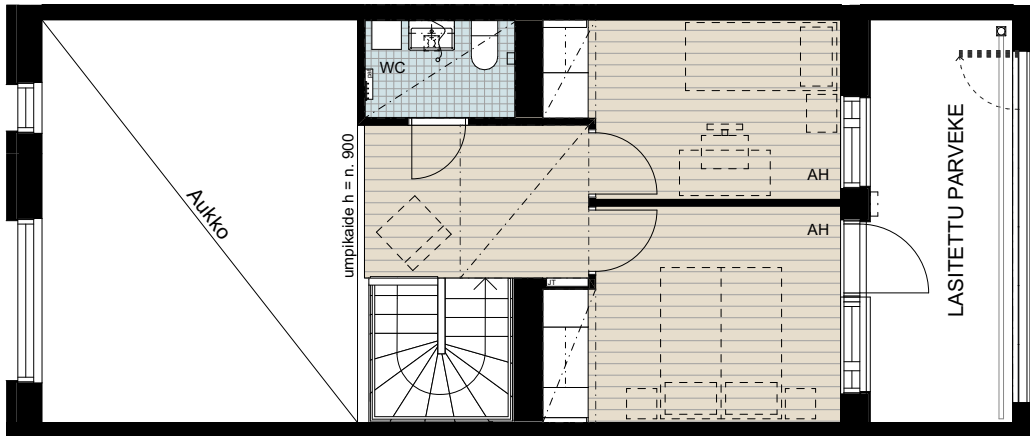 WC
Aukko
umpikaide h = n. 900
AH
AH
JT
LASITETTU PARVEKE